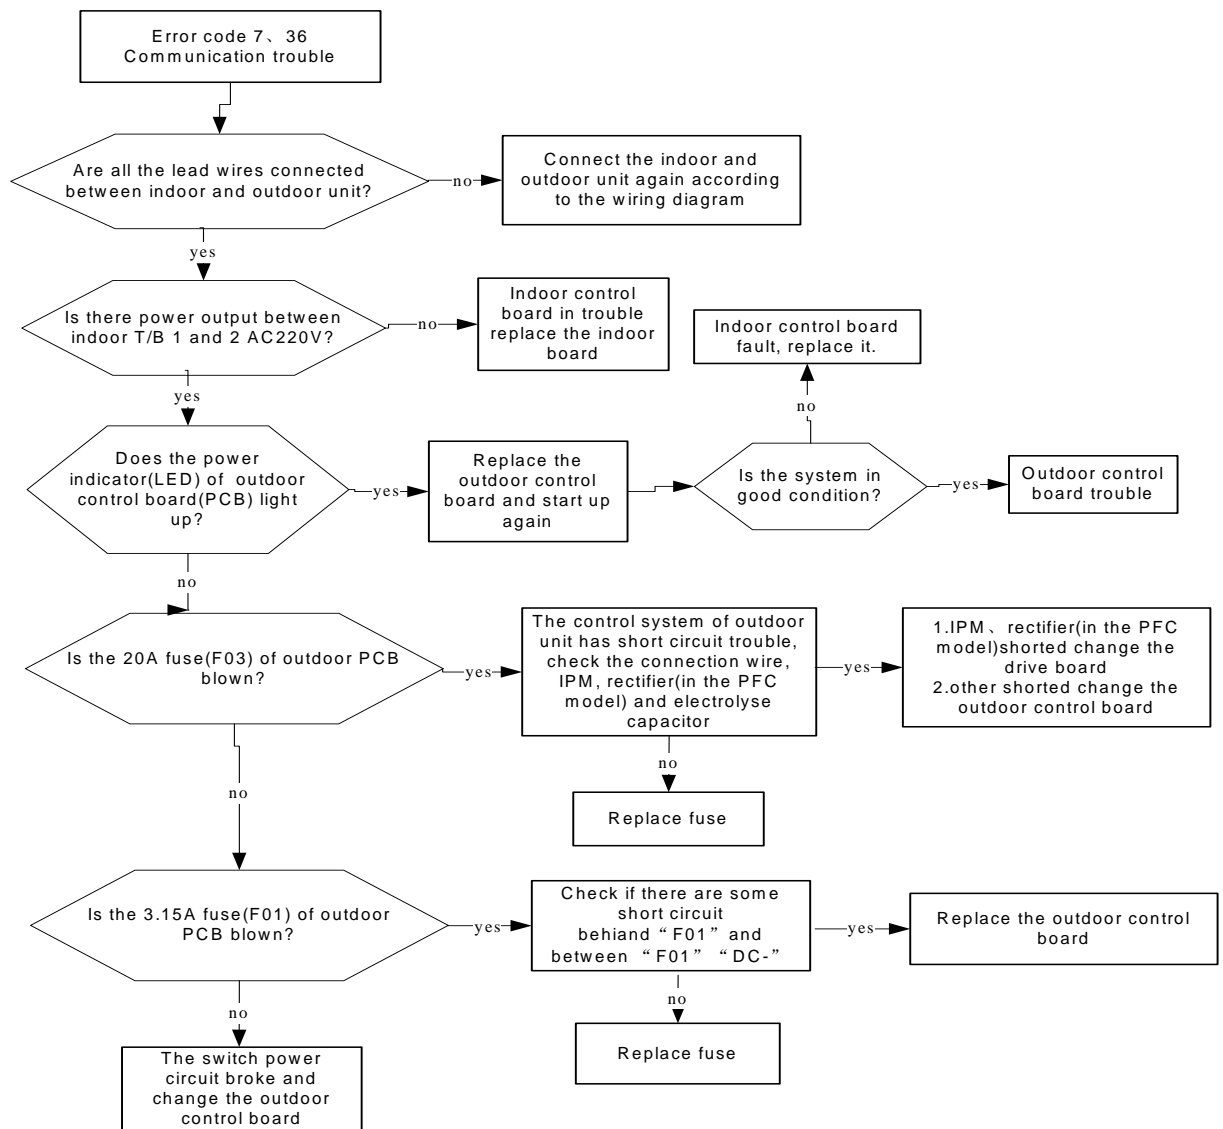 Error code 7、36
Communication trouble
Are all the lead wires connected
between indoor and outdoor unit?
no
Connect the indoor and
outdoor unit again according
to the wiring diagram
yes
Is there power output between
indoor T/B 1 and 2 AC220V?
no
Indoor control
board in trouble
replace the indoor
board
Indoor control board
fault, replace it.
yes
no
Does the power
indicator(LED) of outdoor
control board(PCB) light
up?
yes
Replace the
outdoor control
board and start up
again
Is the system in
good condition?
yes
Outdoor control
board trouble
no
Is the 20A fuse(F03) of outdoor PCB
blown?
yes
The control system of outdoor
unit has short circuit trouble,
check the connection wire,
IPM, rectifier(in the PFC
model) and electrolyse
capacitor
yes
1.IPM、rectifier(in the PFC
model)shorted change the
drive board
2.other shorted change the
outdoor control board
no
Replace fuse
no
Is the 3.15A fuse(F01) of outdoor
PCB blown?
yes
Check if there are some
short circuit
behiand “F01” and
between “F01” “DC-”
yes
Replace the outdoor control
board
no
Replace fuse
no
The switch power
circuit broke and
change the outdoor
control board